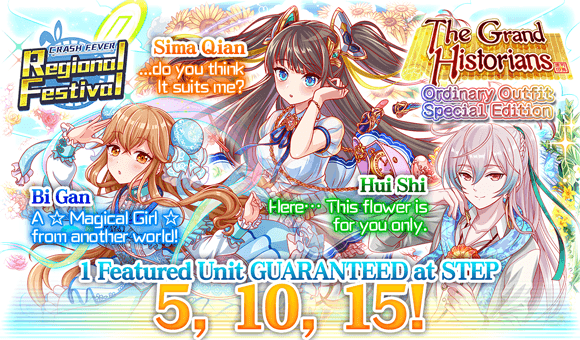 CRASH FEVER
Regional
Festival
Sima Qian
...do you think
it suits me?
The Grand
Historians
Ordinary Outfit
Special Edition
Bi Gan
A ☆ Magical Girl ☆
from another world!
Hui Shi
Here… This flower is
for you only.
1 Featured Unit GUARANTEED at STEP
5, 10, 15!